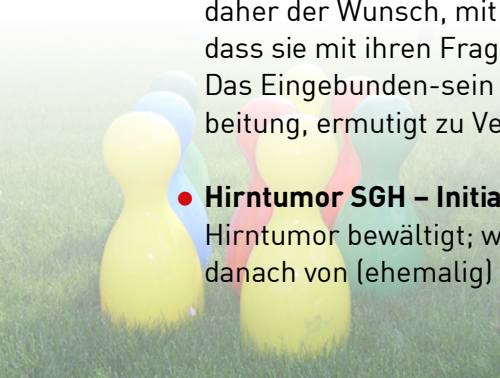 daher der Wunsch, mit
dass sie mit ihren Frag
Das Eingebunden-sein
beitung, ermutigt zu Ve
• Hirntumor SGH – Initia
Hirntumor bewältigt; w
danach von (ehemalig)